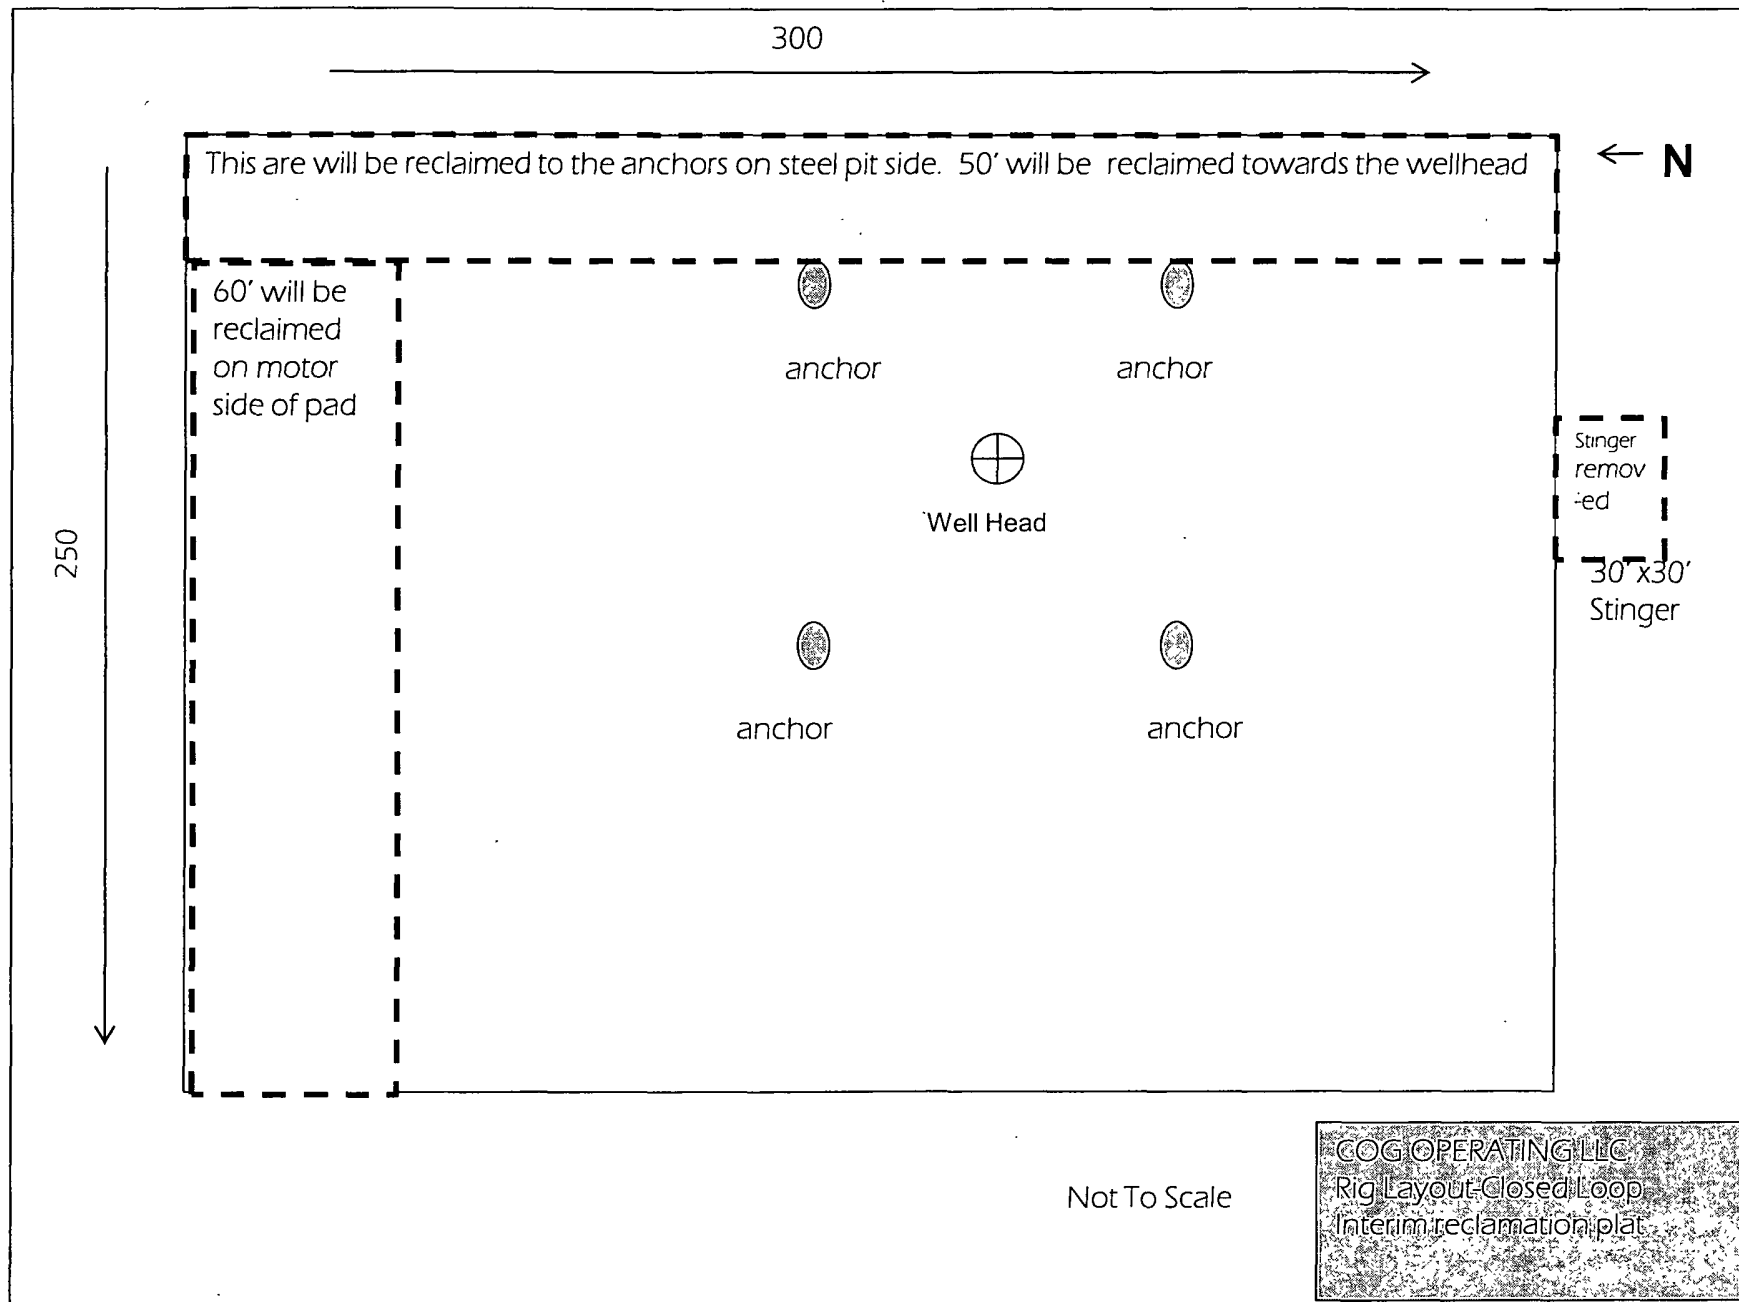 300
This are will be reclaimed to the anchors on steel pit side. 50' will be reclaimed towards the wellhead
N
60' will be
reclaimed
on motor
side of pad
anchor
anchor
Stinger
remov
-ed
Well Head
250
30'x30'
Stinger
anchor
anchor
Not To Scale
COG OPERATING LLC
Rig Layout-Closed Loop
Interim reclamation plat